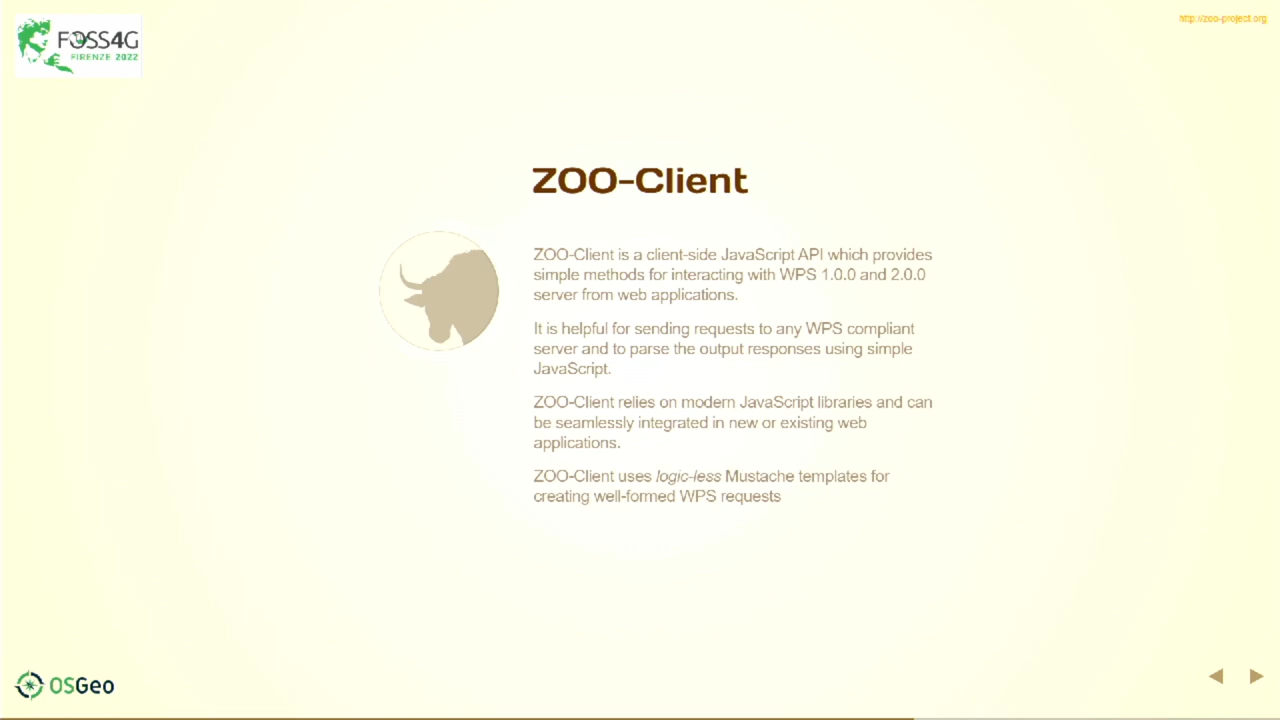 FOSS4G
FIRENZE 2022
http://zoo-project.org
ZOO-Client
ZOO-Client is a client-side JavaScript API which provides
simple methods for interacting with WPS 1.0.0 and 2.0.0
server from web applications.
It is helpful for sending requests to any WPS compliant
server and to parse the output responses using simple
JavaScript.
ZOO-Client relies on modern JavaScript libraries and can
be seamlessly integrated in new or existing web
applications.
ZOO-Client uses logic-less Mustache templates for
creating well-formed WPS requests
OSGeo